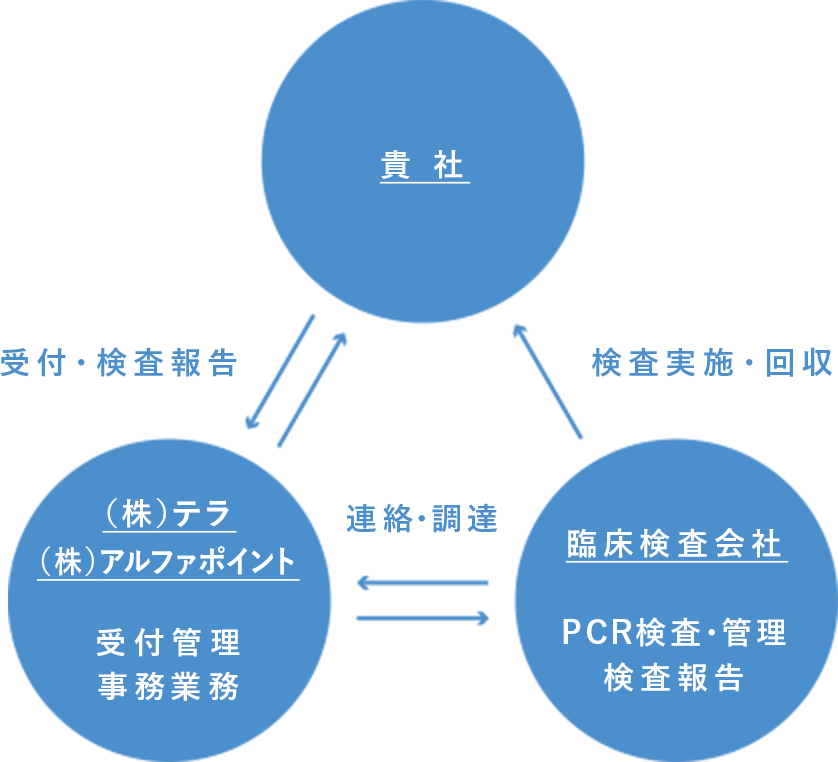 貴 社
受付・検査報告
検査実施・回収
(株)テラ
(株)アルファポイント
受付管理
事務業務
連絡・調達
臨床検査会社
PCR検査・管理
検査報告